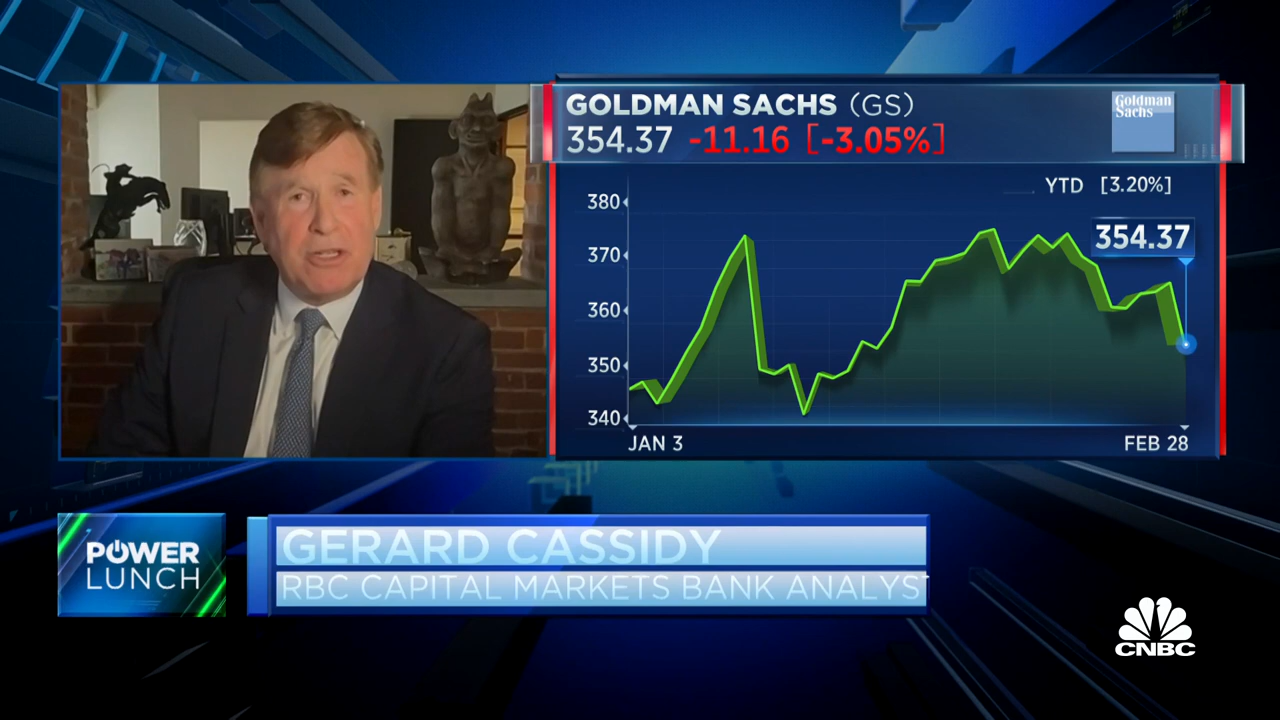 GOLDMAN SACHS (GS)
354.37 -11.16 [-3.05%]
Goldman
Sachs
YTD [3.20%]
380
370
360
350
340
354.37
JAN 3 FEB 28
GERARD CASSIDY
RBC CAPITAL MARKETS BANK ANALYST
POWER
LUNCH
CNBC